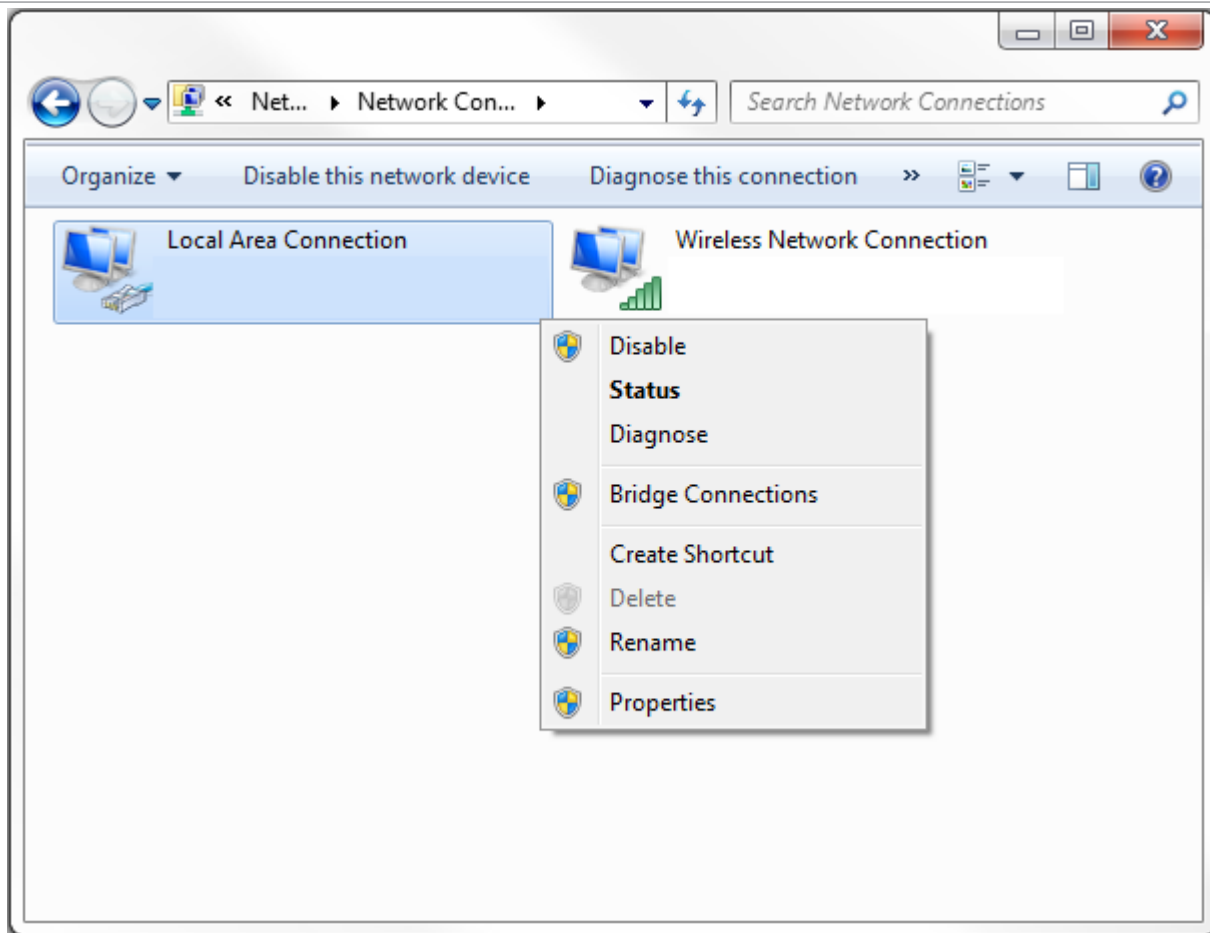 « Net... Network Con...
Search Network Connections
Organize Disable this network device Diagnose this connection »
Local Area Connection Wireless Network Connection
Disable
Status
Diagnose
Bridge Connections
Create Shortcut
Delete
Rename
Properties